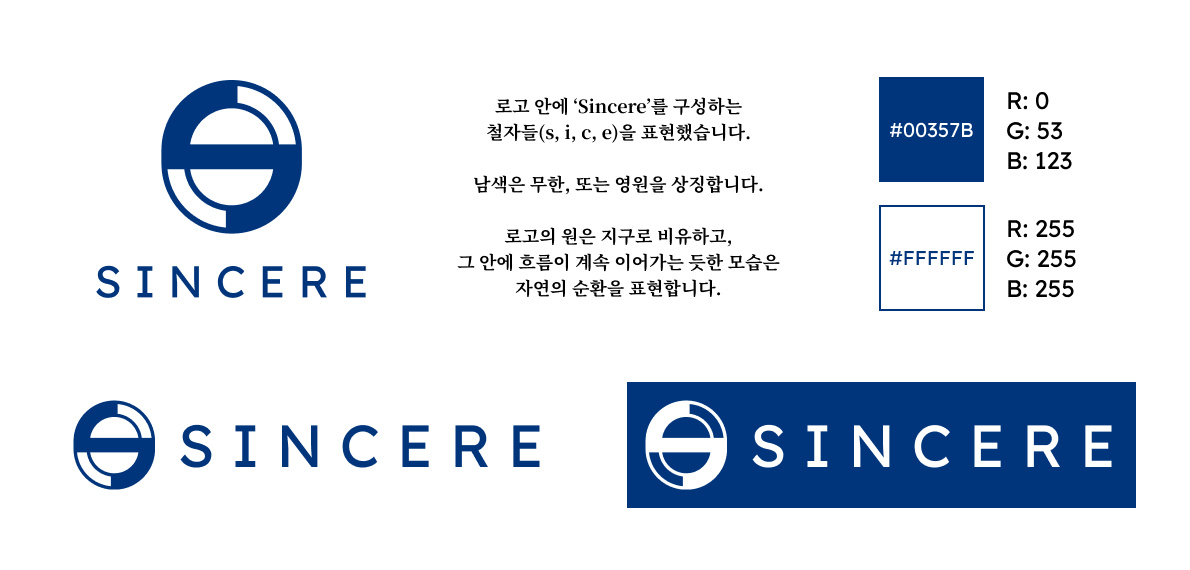 SINCERE
로고 안에 ‘Sincere’를 구성하는
철자들(s, i, c, e)을 표현했습니다.
남색은 무한, 또는 영원을 상징합니다.
로고의 원은 지구로 비유하고,
그 안에 흐름이 계속 이어가는 듯한 모습은
자연의 순환을 표현합니다.
#00357B
R: 0
G: 53
B: 123
#FFFFFF
R: 255
G: 255
B: 255
SINCERE
SINCERE